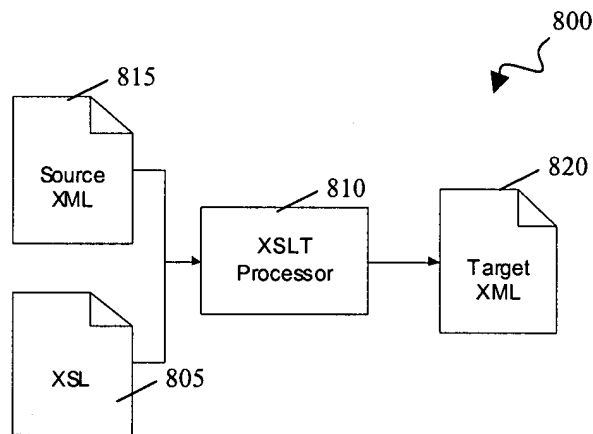 800
815
Source
XML
810
XSLT
Processor
820
Target
XML
XSL
805